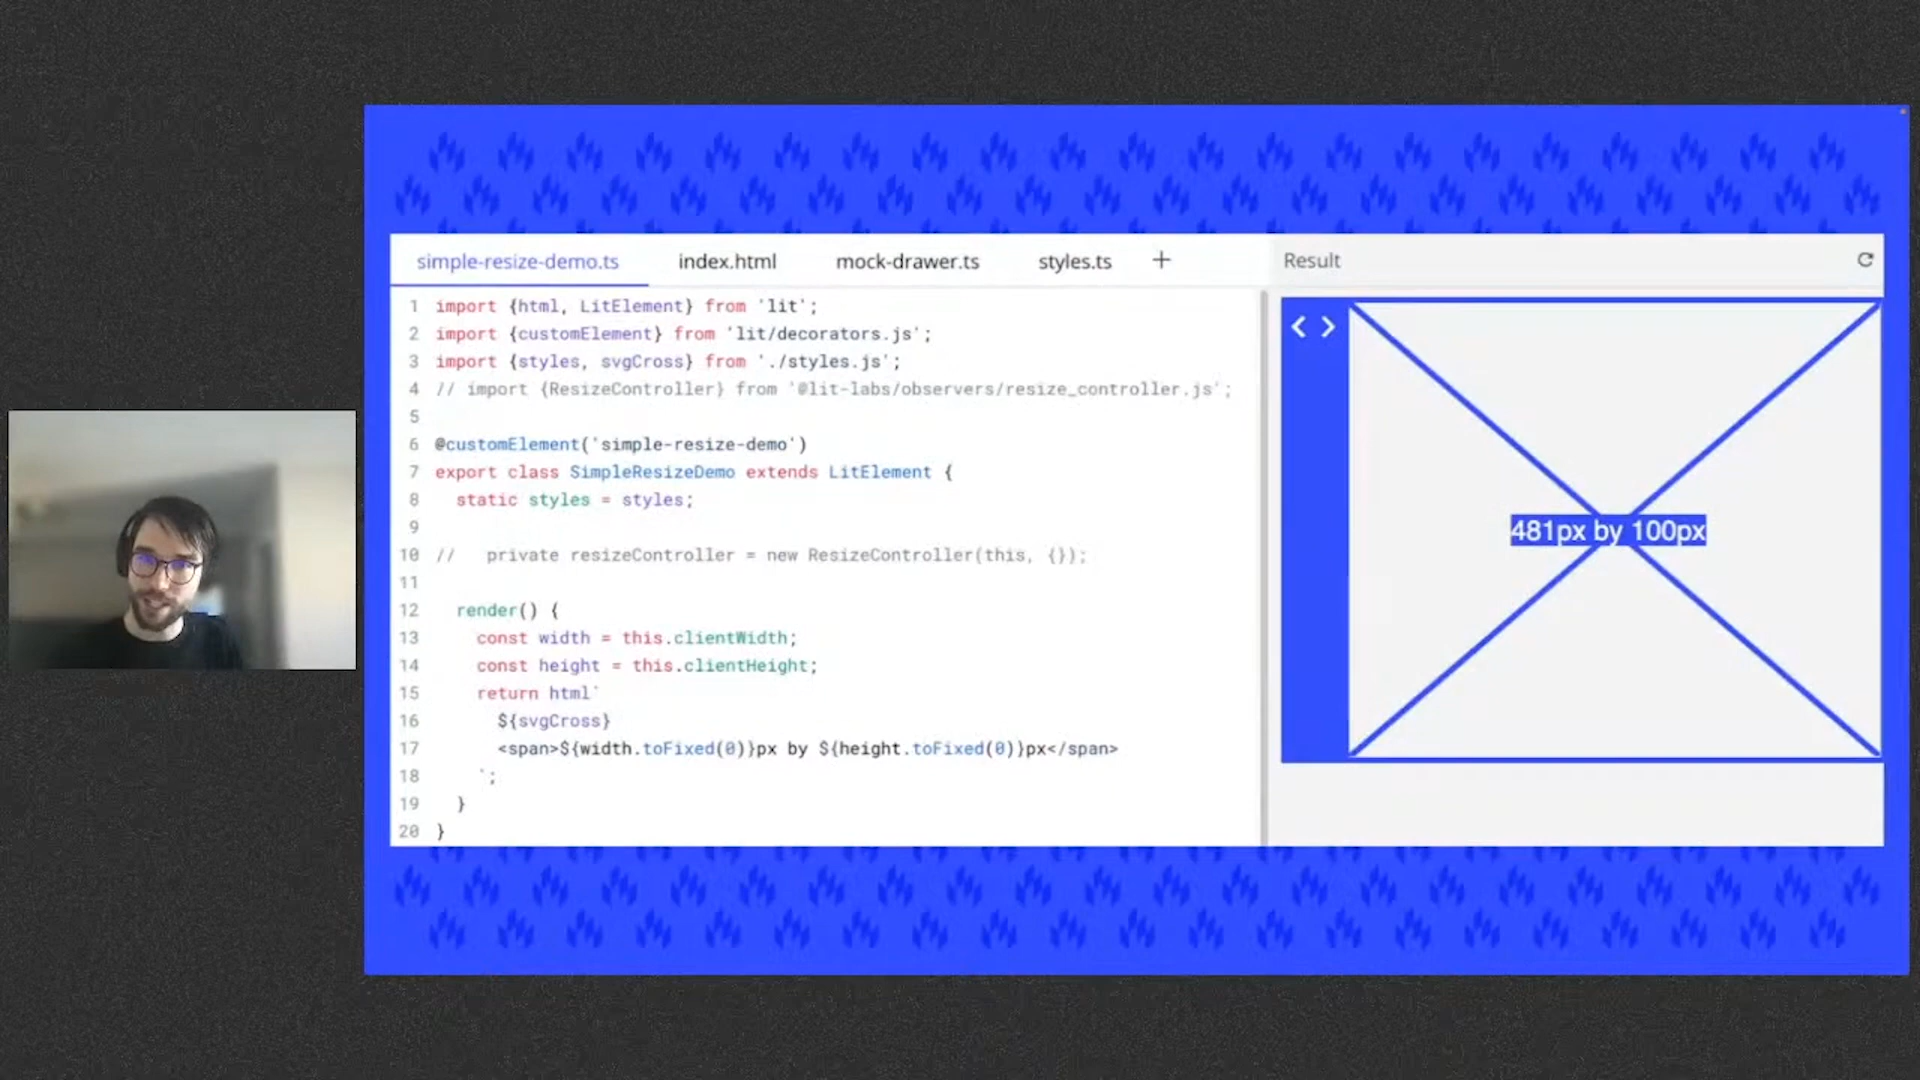 simple-resize-demo.ts index.html mock-drawer.ts styles.ts +
1 import {html, LitElement} from 'lit';
2 import {customElement} from 'lit/decorators.js';
3 import {styles, svgCross} from './styles.js';
4 // import {ResizeController} from '@lit-labs/observers/resize_controller.js';
5
6 @customElement('simple-resize-demo')
7 export class SimpleResizeDemo extends LitElement {
8   static styles = styles;
9
10 //   private resizeController = new ResizeController(this, {});
11
12   render() {
13     const width = this.clientWidth;
14     const height = this.clientHeight;
15     return html`
16       ${svgCross}
17       <span>${width.toFixed(0)}px by ${height.toFixed(0)}px</span>
18     `;
19   }
20 }
Result
481px by 100px